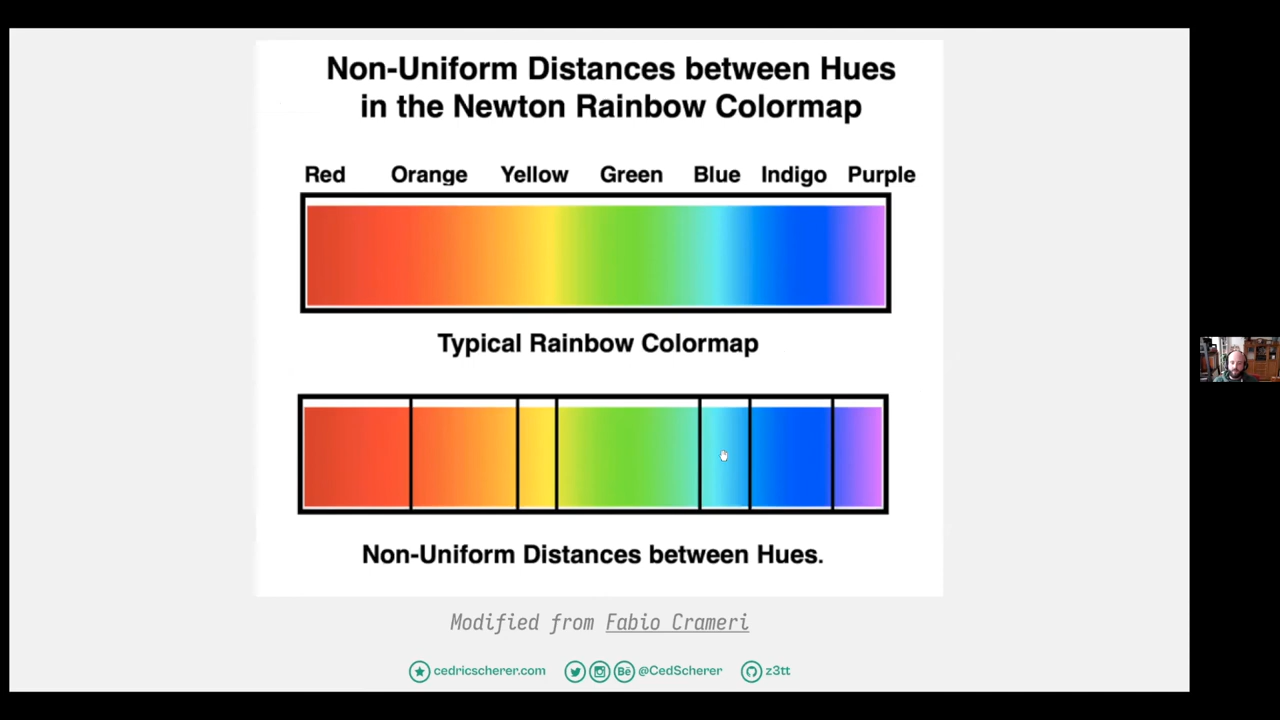 Non-Uniform Distances between Hues
in the Newton Rainbow Colormap
Red Orange Yellow Green Blue Indigo Purple
Typical Rainbow Colormap
Non-Uniform Distances between Hues.
Modified from Fabio Crameri
cedricscherer.com Bē @CedScherer z3tt